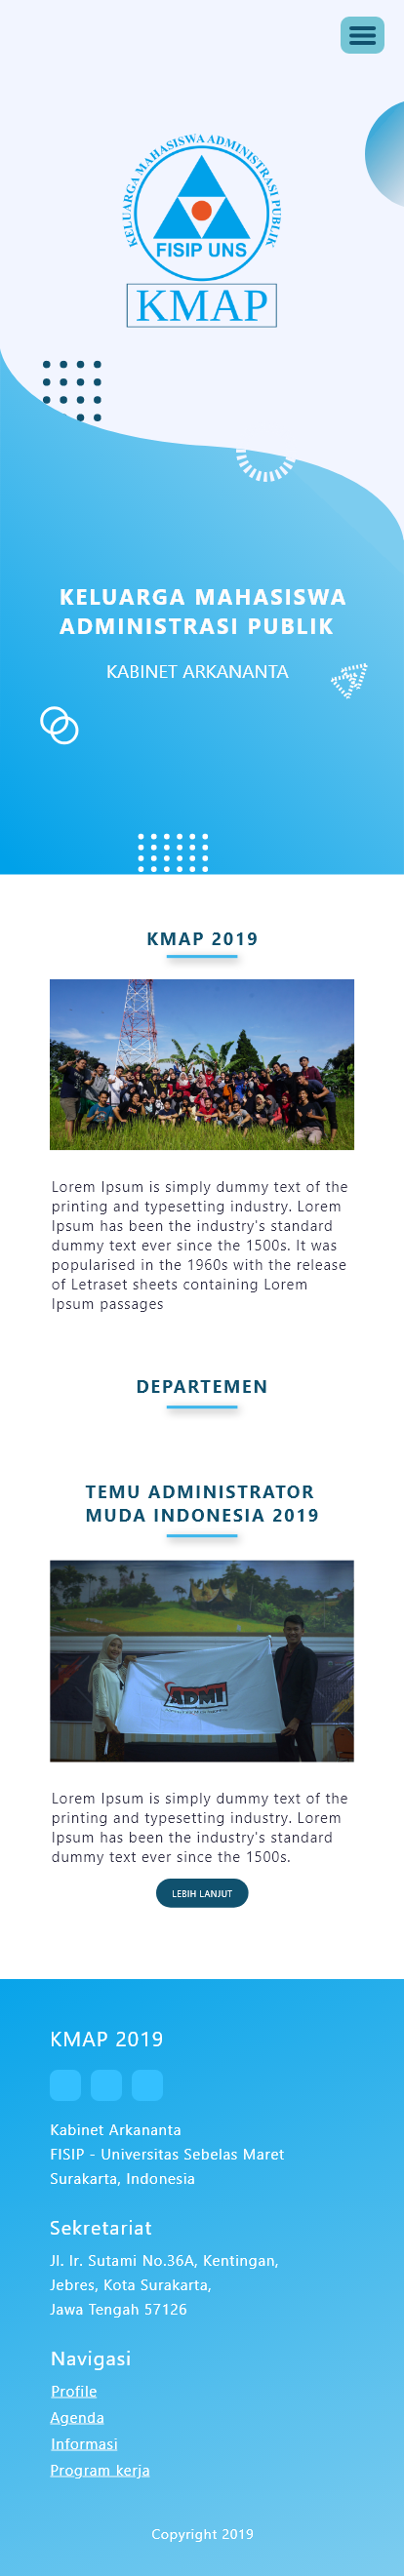 KELUARGA MAHASISWA ADMINISTRASI PUBLIK
FISIP UNS
KMAP
KELUARGA MAHASISWA
ADMINISTRASI PUBLIK
KABINET ARKANANTA
KMAP 2019
Lorem Ipsum is simply dummy text of the
printing and typesetting industry. Lorem
Ipsum has been the industry's standard
dummy text ever since the 1500s. It was
popularised in the 1960s with the release
of Letraset sheets containing Lorem
Ipsum passages
DEPARTEMEN
TEMU ADMINISTRATOR
MUDA INDONESIA 2019
ADMI
Lorem Ipsum is simply dummy text of the
printing and typesetting industry. Lorem
Ipsum has been the industry's standard
dummy text ever since the 1500s.
LEBIH LANJUT
KMAP 2019
Kabinet Arkananta
FISIP - Universitas Sebelas Maret
Surakarta, Indonesia
Sekretariat
Jl. Ir. Sutami No.36A, Kentingan,
Jebres, Kota Surakarta,
Jawa Tengah 57126
Navigasi
Profile
Agenda
Informasi
Program kerja
Copyright 2019